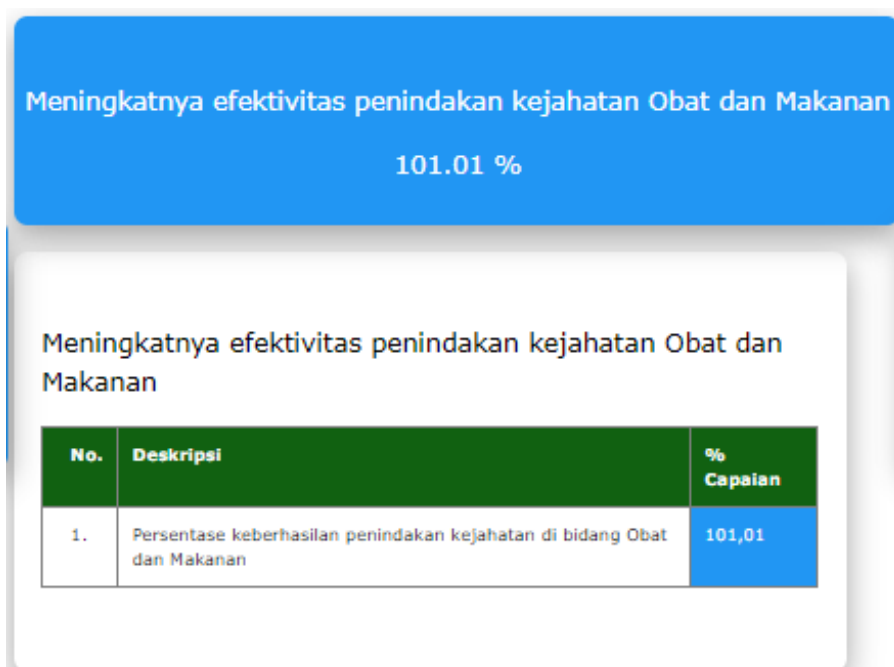 Meningkatnya efektivitas penindakan kejahatan Obat dan Makanan
101.01 %
Meningkatnya efektivitas penindakan kejahatan Obat dan
Makanan
No. Deskripsi % Capaian
1. Persentase keberhasilan penindakan kejahatan di bidang Obat 101,01
dan Makanan